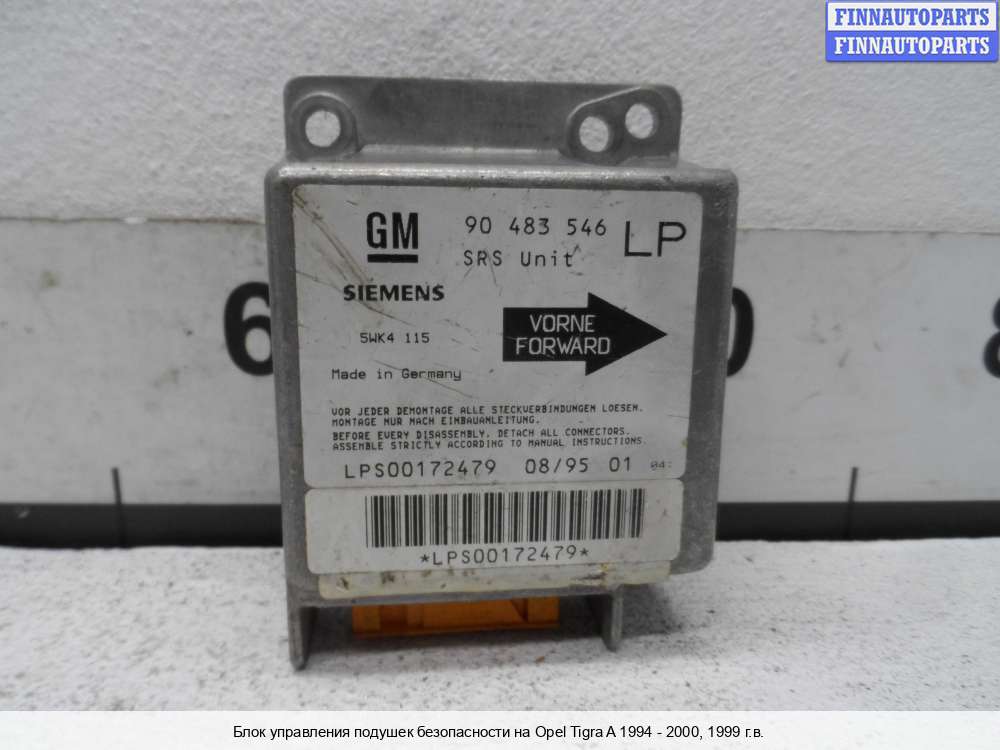 FINNAUTOPARTS
FINNAUTOPARTS
GM 90 483 546 LP
SRS Unit
SIEMENS
5WK4 115
VORNE
FORWARD
Made in Germany
VOR JEDER DEMONTAGE ALLE STECKVERBINDUNGEN LOESEN.
MONTAGE NUR NACH EINBAUANLEITUNG.
BEFORE EVERY DISASSEMBLY, DETACH ALL CONNECTORS.
ASSEMBLE STRICTLY ACCORDING TO MANUAL INSTRUCTIONS.
LPS00172479 08/95 01
*LPS00172479*
Блок управления подушек безопасности на Opel Tigra A 1994 - 2000, 1999 г.в.